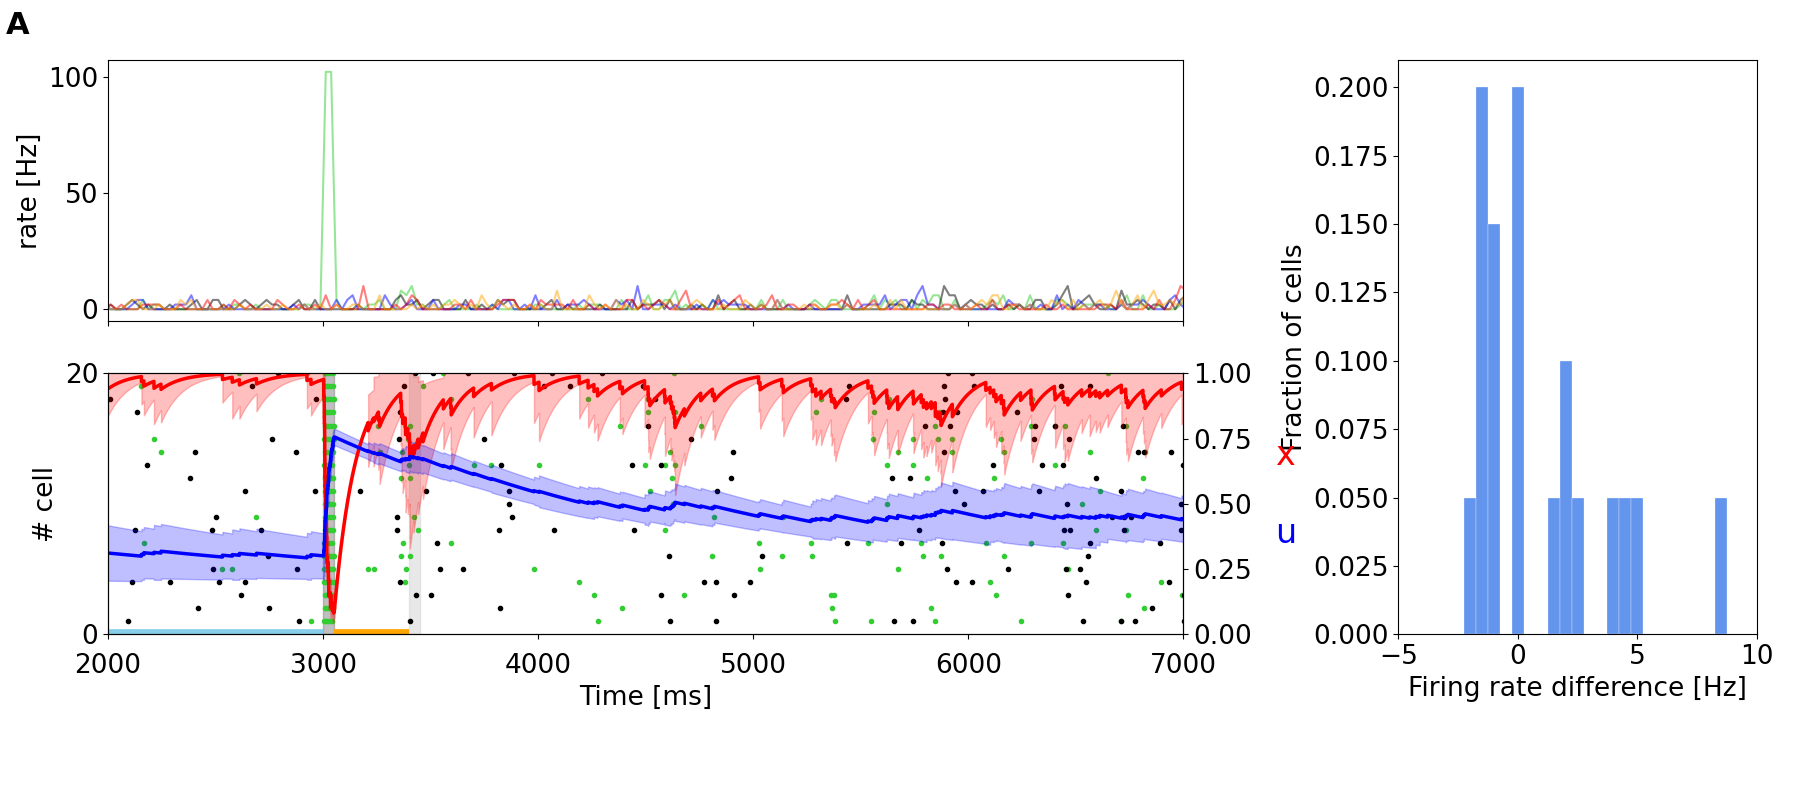 A
100
50
0
rate [Hz]
20
0
# cell
1.00
0.75
0.50
0.25
0.00
x
u
2000 3000 4000 5000 6000 7000
Time [ms]
0.200
0.175
0.150
0.125
0.100
0.075
0.050
0.025
0.000
Fraction of cells
−5 0 5 10
Firing rate difference [Hz]